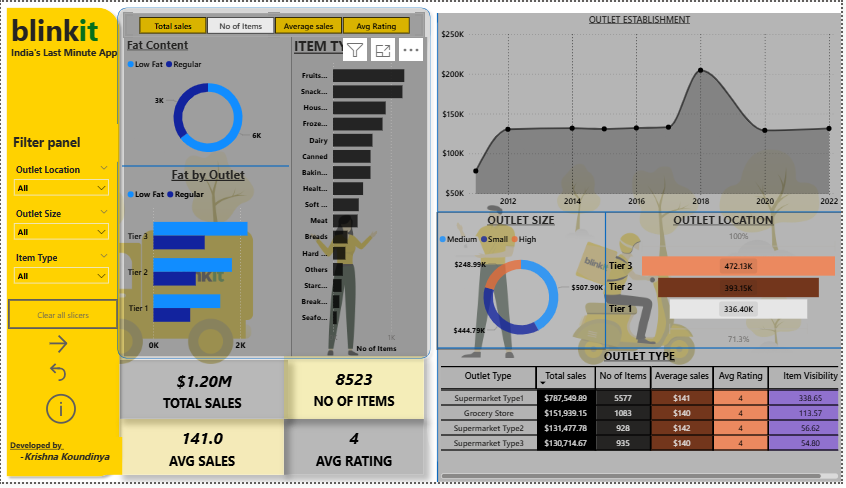 blinkit
India's Last Minute App
Filter panel
Outlet Location
All
Outlet Size
All
Item Type
All
Clear all slicers
Developed by
-Krishna Koundinya
Total sales
No of Items
Average sales
Avg Rating
Fat Content
Low Fat
Regular
3K
6K
Fat by Outlet
Low Fat
Regular
Tier 3
Tier 2
Tier 1
0K
2K
ITEM TY
Fruits...
Snack...
Hous...
Froze...
Dairy
Canned
Bakin...
Healt...
Soft ...
Meat
Breads
Hard ...
Others
Starc...
Break...
Seafo...
1K
No of Items
$1.20M
TOTAL SALES
8523
NO OF ITEMS
141.0
AVG SALES
4
AVG RATING
OUTLET ESTABLISHMENT
$250K
$200K
$150K
$100K
$50K
2012
2014
2016
2018
2020
2022
OUTLET SIZE
Medium
Small
High
$248.99K
$507.90K
$444.79K
OUTLET LOCATION
100%
Tier 3
472.13K
Tier 2
393.15K
Tier 1
336.40K
71.3%
OUTLET TYPE
Outlet Type Total sales No of Items Average sales Avg Rating Item Visibility
Supermarket Type1 $787,549.89 5577 $141 4 338.65
Grocery Store $151,939.15 1083 $140 4 113.57
Supermarket Type2 $131,477.78 928 $142 4 56.62
Supermarket Type3 $130,714.67 935 $140 4 54.80